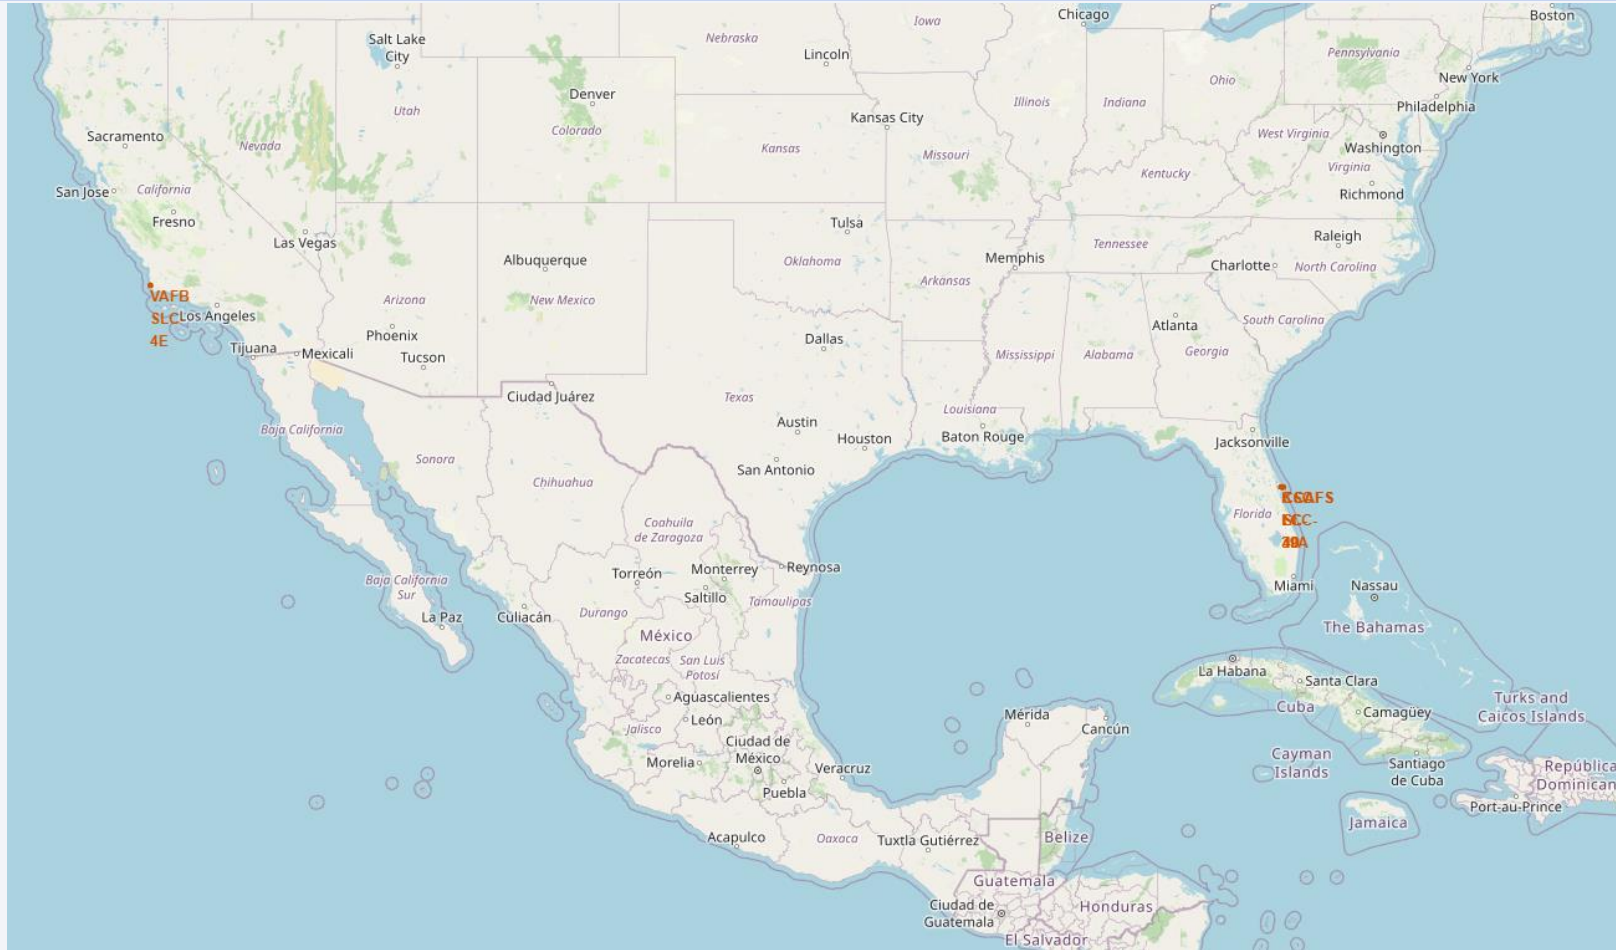 Chicago
Boston
Iowa
Salt Lake
City
Nebraska
Lincoln
Pennsylvania
New York
Ohio
Denver
Utah
Colorado
Illinois
Indiana
Philadelphia
Kansas City
Sacramento
Nevada
West Virginia
Washington
Kansas
Missouri
Kentucky
Virginia
San Jose
California
Richmond
Fresno
Tulsa
Las Vegas
Raleigh
Tennessee
Albuquerque
Oklahoma
Memphis
Charlotte
North Carolina
Arkansas
VAFB
SLC
4E
Los Angeles
Arizona
New Mexico
Phoenix
Atlanta
South Carolina
Dallas
Tijuana
Mexicali
Tucson
Mississippi
Alabama
Georgia
Ciudad Juárez
Texas
Louisiana
Baja California
Austin
Houston
Baton Rouge
Jacksonville
Sonora
San Antonio
Chihuahua
Florida
Coahuila
de Zaragoza
Torreón
Monterrey
Reynosa
Baja California
Sur
Saltillo
Tamaulipas
Miami
Nassau
La Paz
Culiacán
Durango
México
The Bahamas
Zacatecas
San Luis
Potosí
La Habana
Santa Clara
Aguascalientes
Cuba
Camagüey
Turks and
Caicos Islands
León
Mérida
Cancún
Jalisco
Ciudad de
México
Morelia
Veracruz
Cayman
Islands
Santiago
de Cuba
República
Dominican
Puebla
Port-au-Prince
Jamaica
Acapulco
Oaxaca
Tuxtla Gutiérrez
Belize
Guatemala
Ciudad de
Guatemala
Honduras
El Salvador